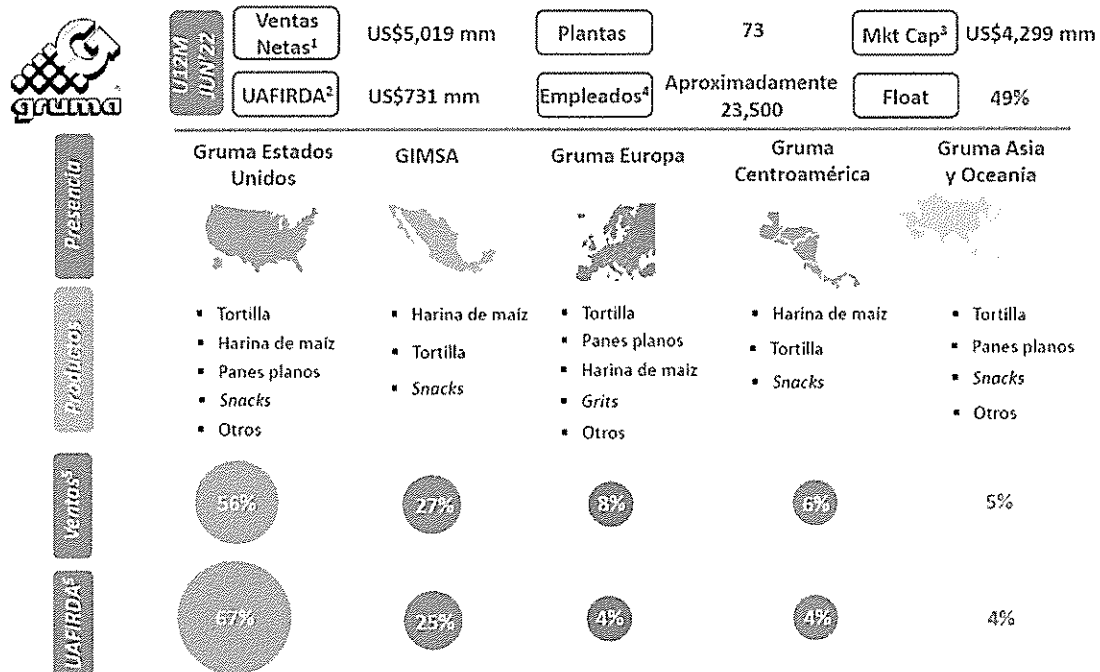 gruma
U12M
JUN'22
Ventas
Netas¹
US$5,019 mm
Plantas
73
Mkt Cap³
US$4,299 mm
UAFIRDA²
US$731 mm
Empleados⁴
Aproximadamente
23,500
Float
49%
Presencia
Gruma Estados
Unidos
GIMSA
Gruma Europa
Gruma
Centroamérica
Gruma Asia
y Oceanía
Productos
▪ Tortilla
▪ Harina de maíz
▪ Panes planos
▪ Snacks
▪ Otros
▪ Harina de maíz
▪ Tortilla
▪ Snacks
▪ Tortilla
▪ Panes planos
▪ Harina de maiz
▪ Grits
▪ Otros
▪ Harina de maíz
▪ Tortilla
▪ Snacks
▪ Tortilla
▪ Panes planos
▪ Snacks
▪ Otros
Ventas⁵
56%
27%
8%
6%
5%
UAFIRDA⁵
67%
25%
4%
4%
4%